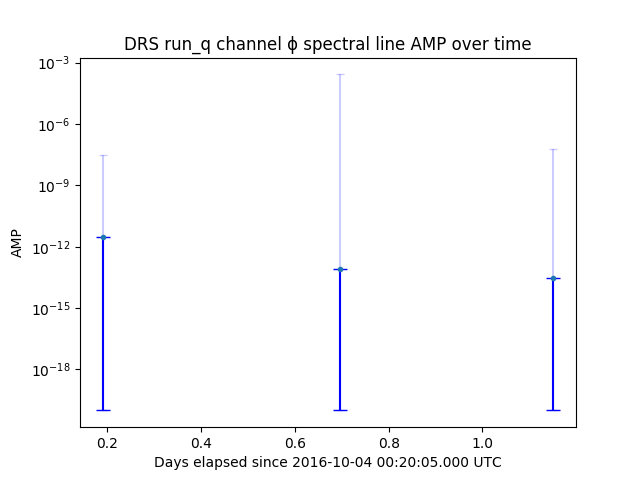 DRS run_q channel ϕ spectral line AMP over time
AMP
10⁻³
10⁻⁶
10⁻⁹
10⁻¹²
10⁻¹⁵
10⁻¹⁸
0.2 0.4 0.6 0.8 1.0
Days elapsed since 2016-10-04 00:20:05.000 UTC